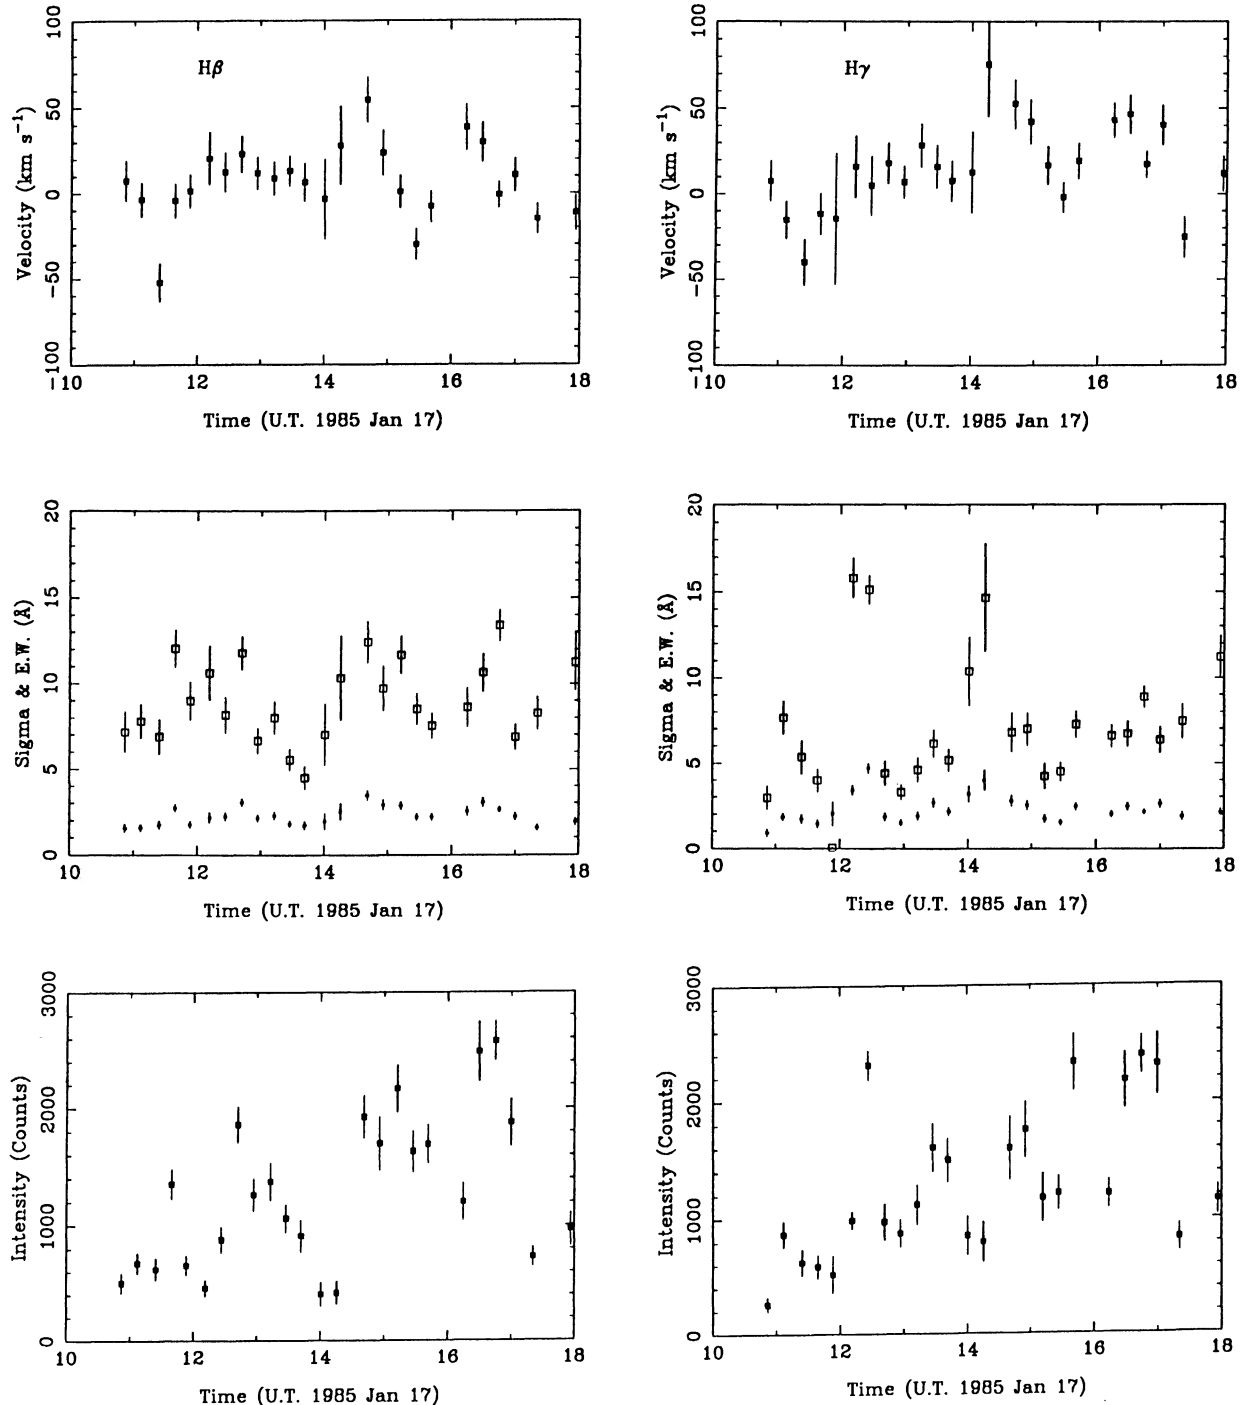 100
50
0
−50
−100
Velocity (km s⁻¹)
Hβ
10 12 14 16 18
Time (U.T. 1985 Jan 17)
100
50
0
−50
−100
Velocity (km s⁻¹)
Hγ
10 12 14 16 18
Time (U.T. 1985 Jan 17)
20
15
10
5
0
Sigma & E.W. (Å)
10 12 14 16 18
Time (U.T. 1985 Jan 17)
20
15
10
5
0
Sigma & E.W. (Å)
10 12 14 16 18
Time (U.T. 1985 Jan 17)
3000
2000
1000
0
Intensity (Counts)
10 12 14 16 18
Time (U.T. 1985 Jan 17)
3000
2000
1000
0
Intensity (Counts)
10 12 14 16 18
Time (U.T. 1985 Jan 17)